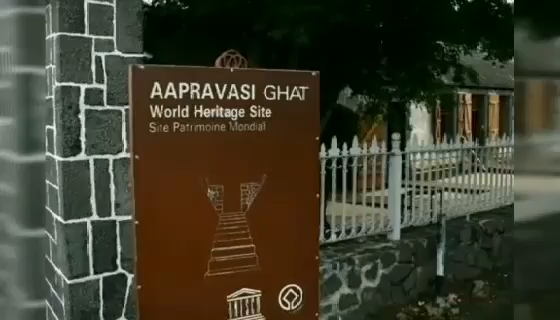 AAPRAVASI GHAT
World Heritage Site
Site Patrimoine Mondial